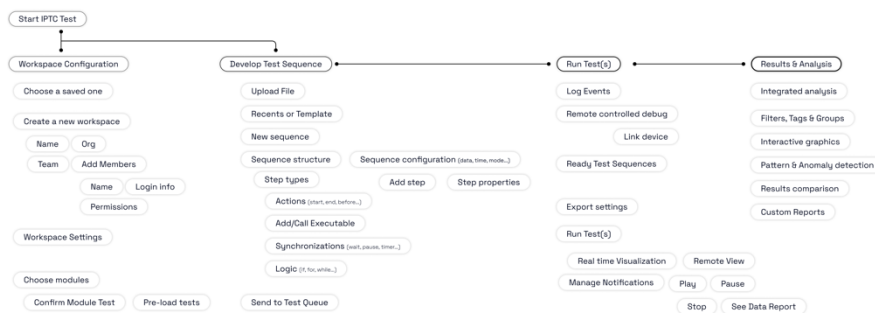 Start IPTC Test
Workspace Configuration
Choose a saved one
Create a new workspace
Name
Org
Team
Add Members
Name
Login info
Permissions
Workspace Settings
Choose modules
Confirm Module Test
Pre-load tests
Develop Test Sequence
Upload File
Recents or Template
New sequence
Sequence structure
Sequence configuration (data, time, mode...)
Step types
Add step
Step properties
Actions (start, end, before...)
Add/Call Executable
Synchronizations (wait, pause, timer...)
Logic (if, for, while...)
Send to Test Queue
Run Test(s)
Log Events
Remote controlled debug
Link device
Ready Test Sequences
Export settings
Run Test(s)
Real time Visualization
Remote View
Manage Notifications
Play
Pause
Stop
See Data Report
Results & Analysis
Integrated analysis
Filters, Tags & Groups
Interactive graphics
Pattern & Anomaly detection
Results comparison
Custom Reports